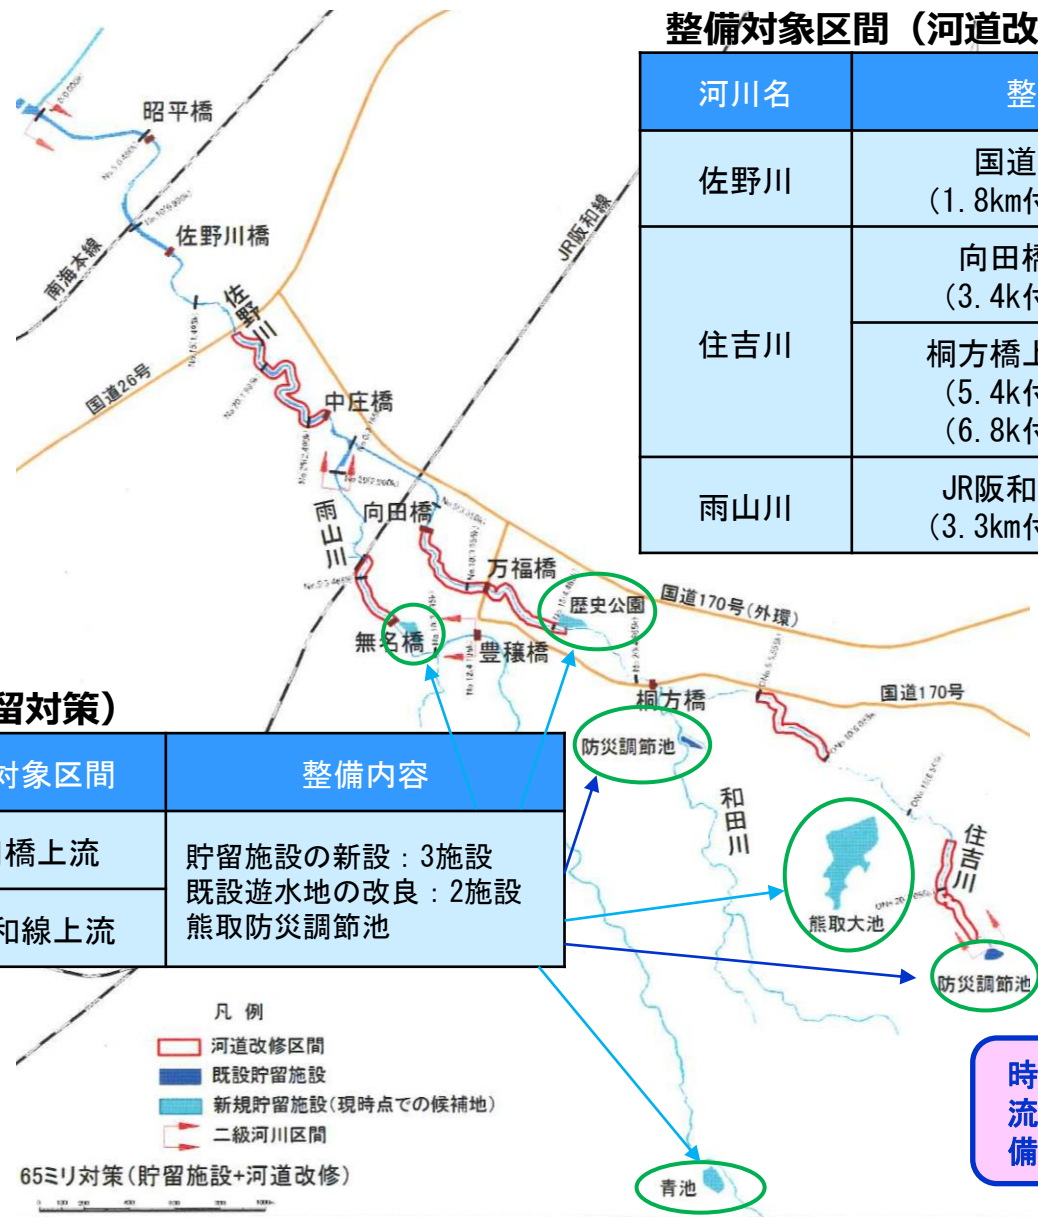 整備対象区間（河道改
河川名
整
佐野川
国道
(1.8km付
住吉川
向田橋
(3.4k付
桐方橋上
(5.4k付
(6.8k付
雨山川
JR阪和
(3.3km付
昭平橋
南海本線
佐野川橋
JR阪和線
佐野川
国道26号
中庄橋
雨山川
向田橋
万福橋
歴史公園
国道170号(外環)
無名橋
豊穣橋
桐方橋
国道170号
防災調節池
和田川
住吉川
熊取大池
防災調節池
青池
留対策）
対象区間
整備内容
橋上流
和線上流
貯留施設の新設：3施設
既設遊水地の改良：2施設
熊取防災調節池
凡 例
河道改修区間
既設貯留施設
新規貯留施設(現時点での候補地)
二級河川区間
65ミリ対策(貯留施設+河道改修)
時
流
備